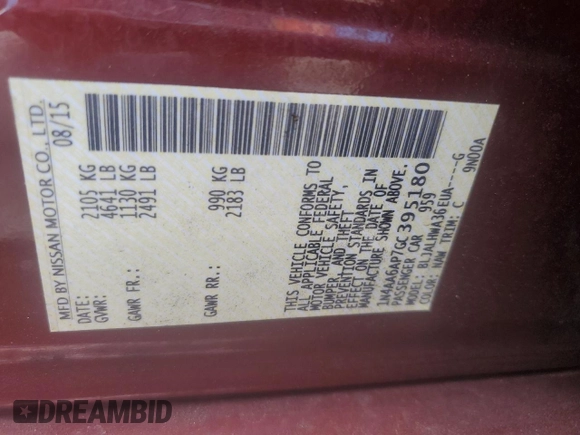 MFD BY NISSAN MOTOR CO., LTD.
DATE: 08/15
GVWR: 2105 KG
4641 LB
GAWR FR.: 1130 KG
2491 LB
GAWR RR.: 990 KG
2183 LB
THIS VEHICLE CONFORMS TO
ALL APPLICABLE FEDERAL
MOTOR VEHICLE SAFETY,
BUMPER, AND THEFT
PREVENTION STANDARDS IN
EFFECT ON THE DATE OF
MANUFACTURE SHOWN ABOVE.
1N4AA6AP7GC395180
PASSENGER CAR 959
MODEL: BLJALHWA36EUA----G
COLOR: NAW TRIM: C 9N00A
DREAMBID